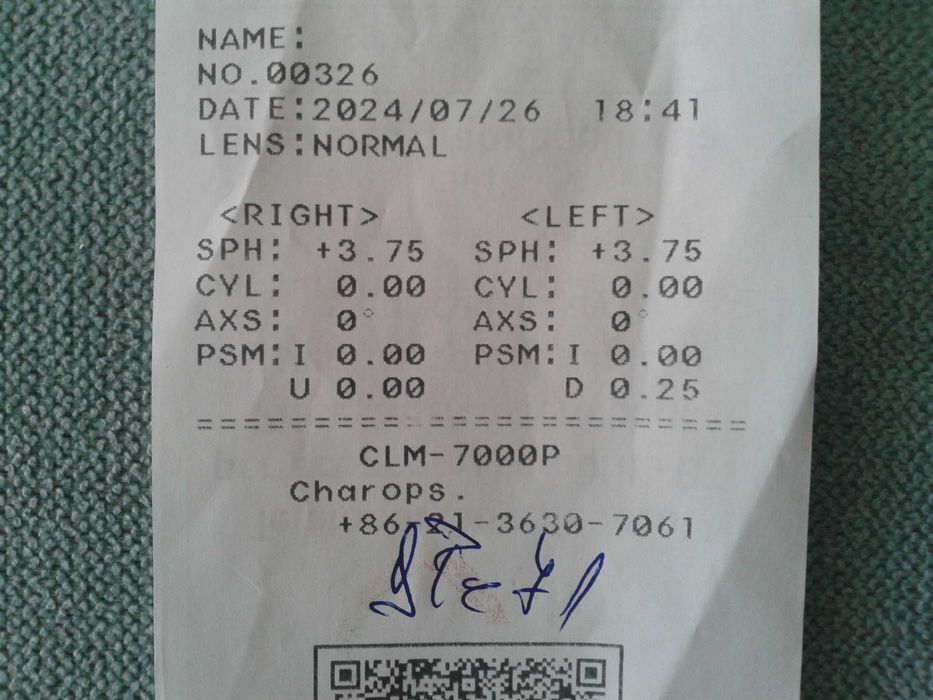 NAME:
NO.00326
DATE:2024/07/26 18:41
LENS:NORMAL
<RIGHT> <LEFT>
SPH: +3.75 SPH: +3.75
CYL: 0.00 CYL: 0.00
AXS: 0° AXS: 0°
PSM:I 0.00 PSM:I 0.00
U 0.00 D 0.25
========================
CLM-7000P
Charops.
+86-21-3630-7061